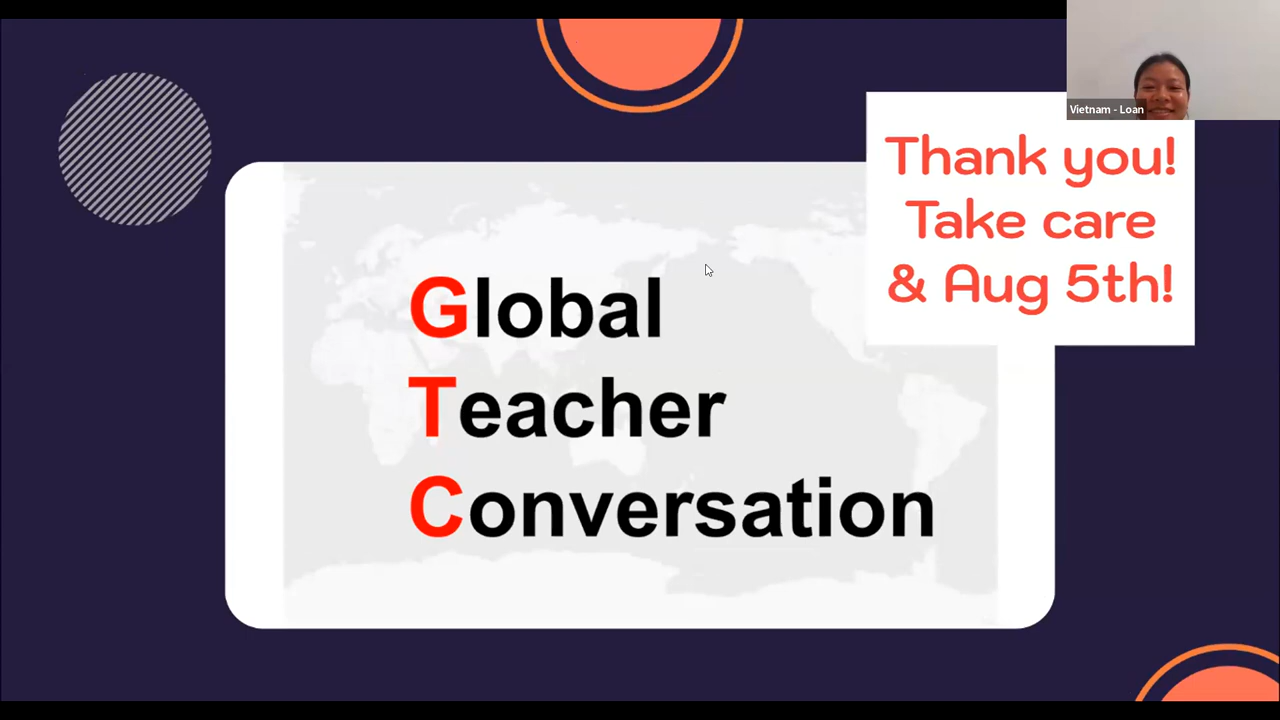 Vietnam - Loan
Thank you!
Take care
& Aug 5th!
Global
Teacher
Conversation